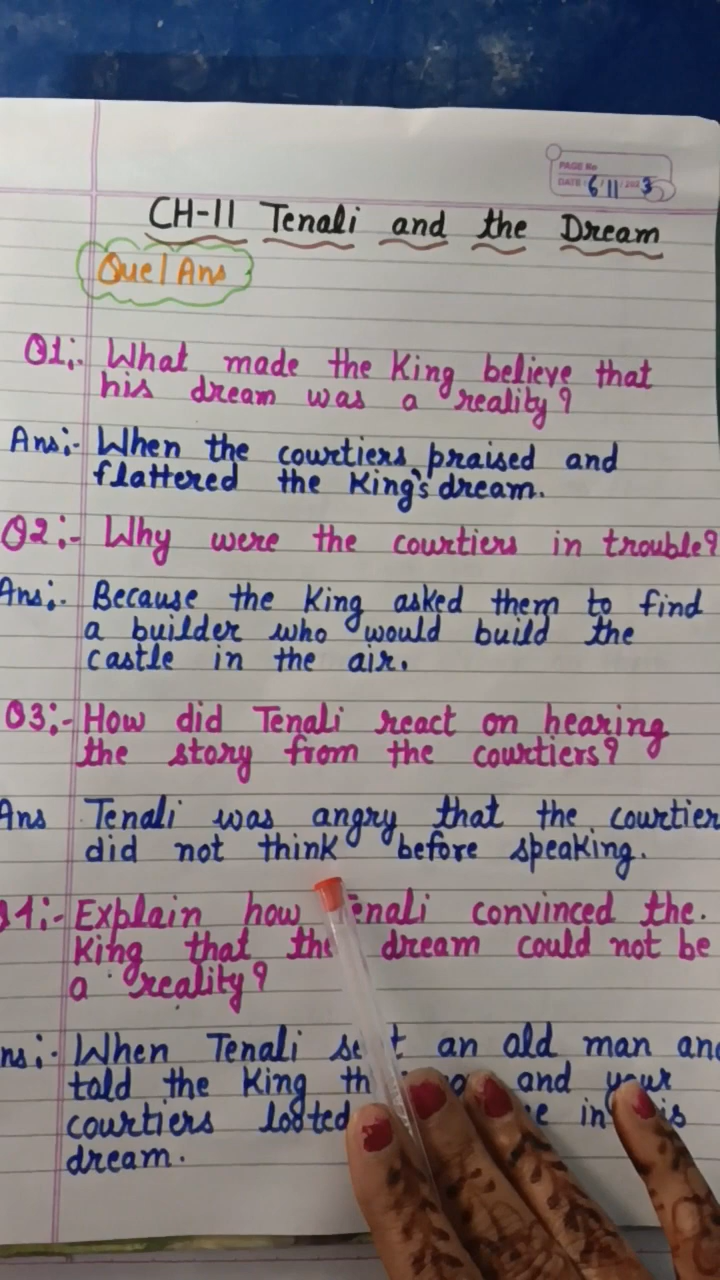 PAGE No
DATE: 6/11/2023
CH-11 Tenali and the Dream
Que/Ans
Q1:- What made the King believe that
his dream was a reality?
Ans:- When the courtiers praised and
flattered the King's dream.
Q2:- Why were the courtiers in trouble?
Ans:- Because the King asked them to find
a builder who would build the
castle in the air.
Q3:- How did Tenali react on hearing
the story from the courtiers?
Ans Tenali was angry that the courtier
did not think before speaking.
Q4:- Explain how Tenali convinced the.
King that the dream could not be
a reality?
ns:- When Tenali an old man and
told the King and your
courtiers looted in
dream.